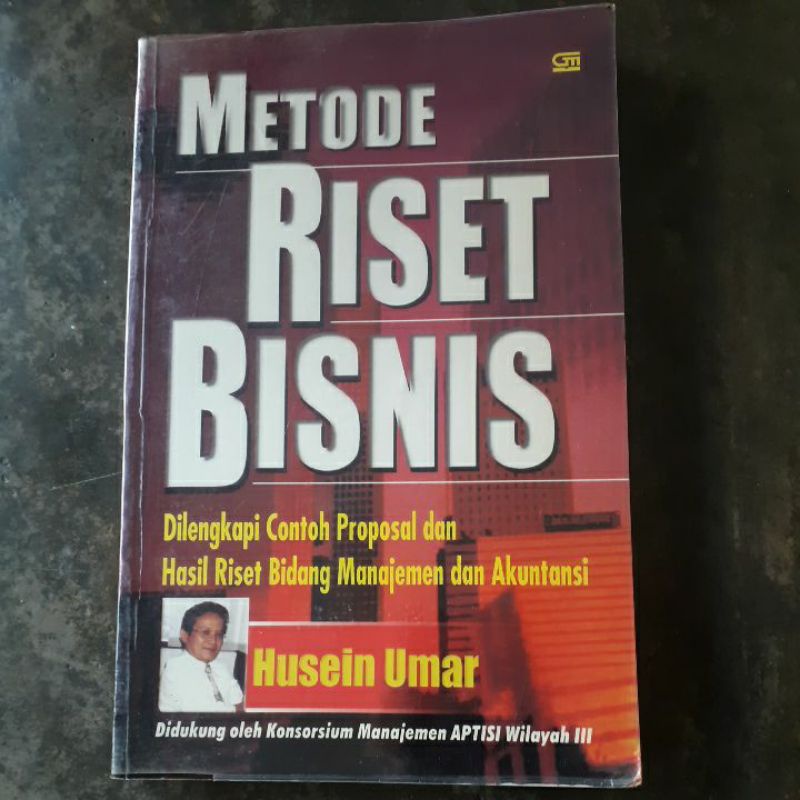 METODE
RISET
BISNIS
Dilengkapi Contoh Proposal dan
Hasil Riset Bidang Manajemen dan Akuntansi
Husein Umar
Didukung oleh Konsorsium Manajemen APTISI Wilayah III